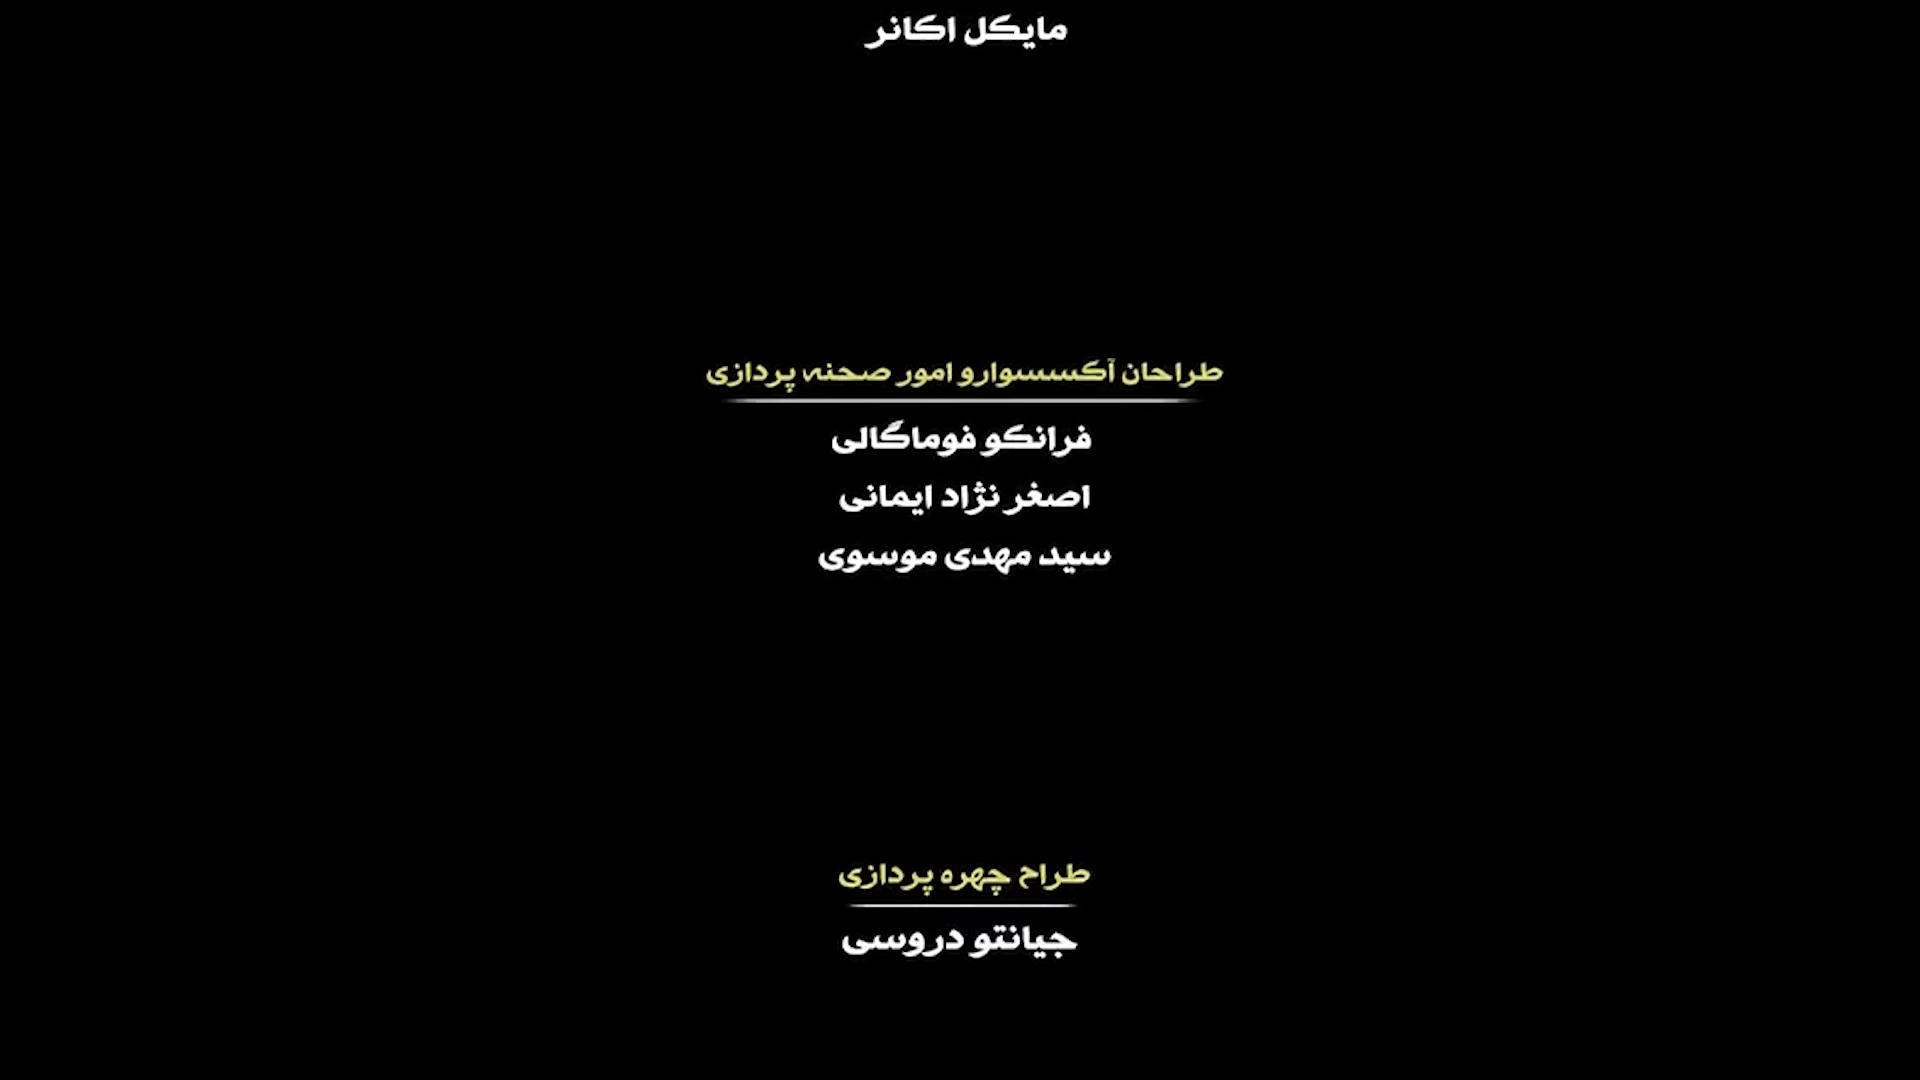 مایکل اکانر
طراحان آکسسوارو امور صحنه پردازی
فرانکو فوماگالی
اصغر نژاد ایمانی
سید مهدی موسوی
طراح چهره پردازی
جیانتو دروسی